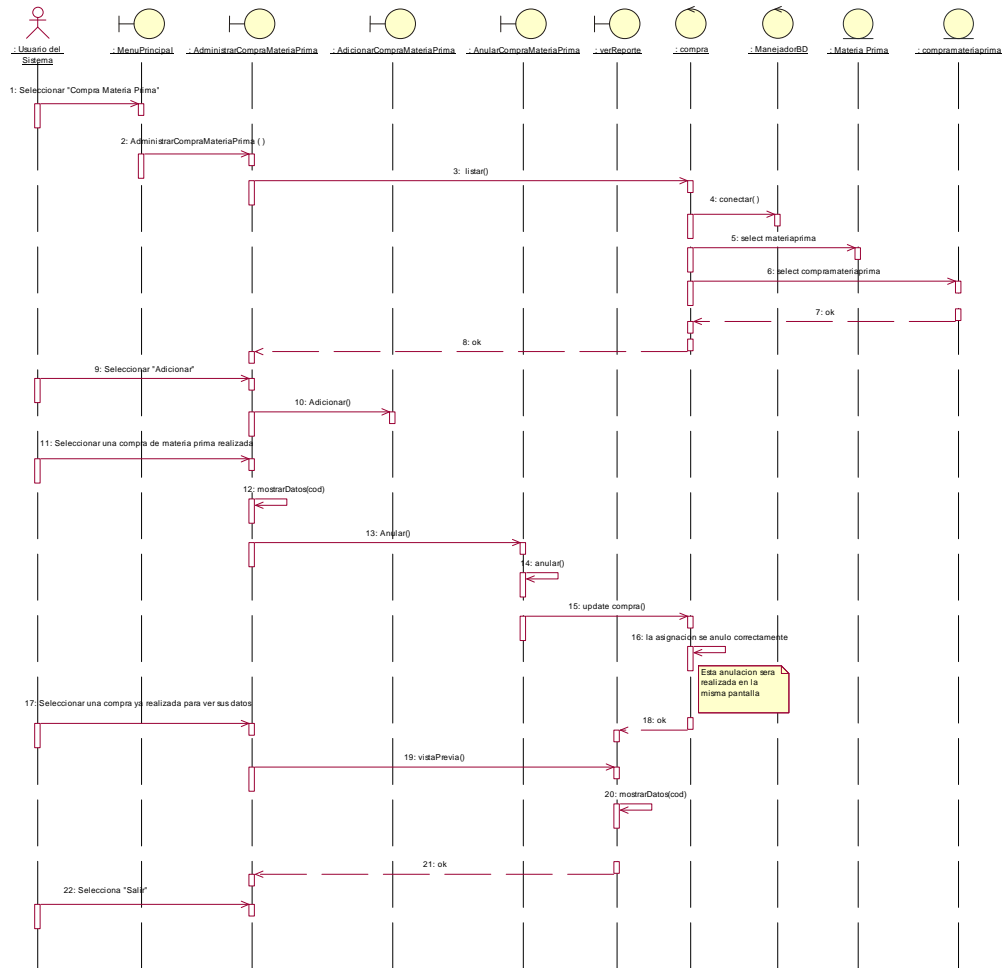 : Usuario del
Sistema
: MenuPrincipal
: AdministrarCompraMateriaPrima
: AdicionarCompraMateriaPrima
: AnularCompraMateriaPrima
: verReporte
: compra
: ManejadorBD
: Materia Prima
: compramateriaprima
1: Seleccionar "Compra Materia Prima"
2: AdministrarCompraMateriaPrima ( )
3: listar()
4: conectar( )
5: select materiaprima
6: select compramateriaprima
7: ok
8: ok
9: Seleccionar "Adicionar"
10: Adicionar()
11: Seleccionar una compra de materia prima realizada
12: mostrarDatos(cod)
13: Anular()
14: anular()
15: update compra()
16: la asignacion se anulo correctamente
Esta anulacion sera
realizada en la
misma pantalla
17: Seleccionar una compra ya realizada para ver sus datos
18: ok
19: vistaPrevia()
20: mostrarDatos(cod)
21: ok
22: Selecciona "Salir"